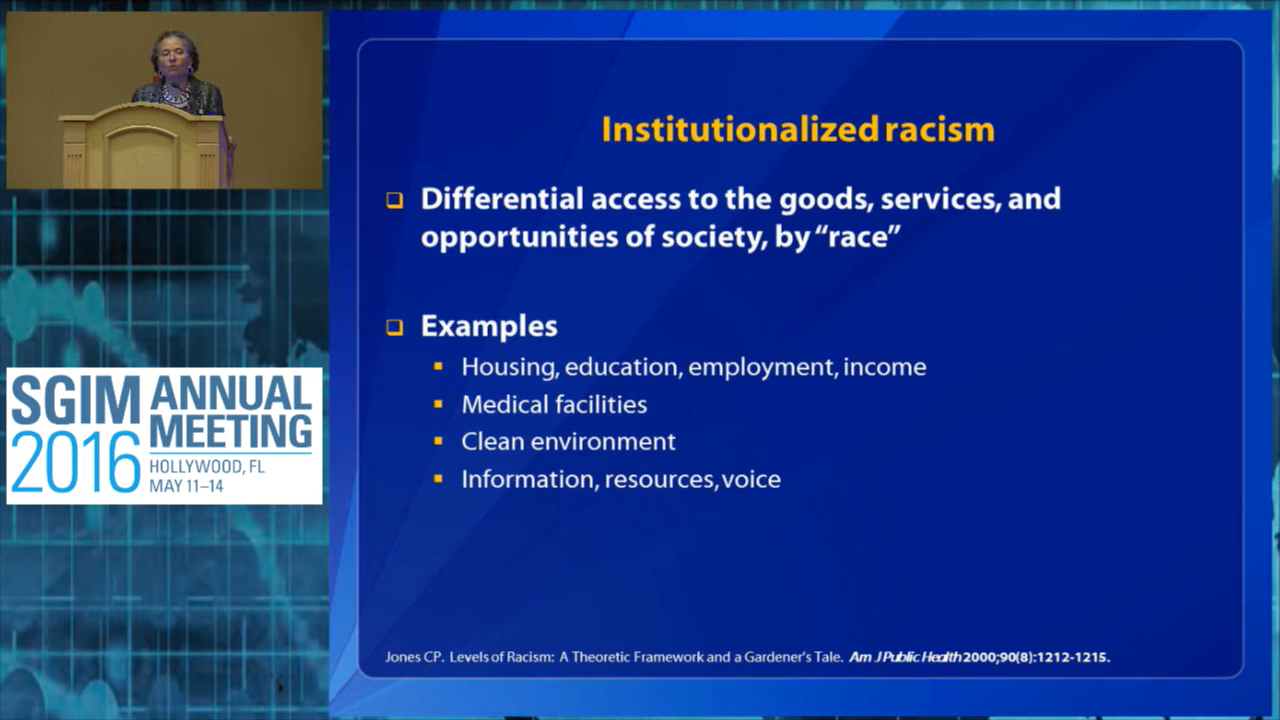 Institutionalized racism
Differential access to the goods, services, and
opportunities of society, by “race”
Examples
Housing, education, employment, income
Medical facilities
Clean environment
Information, resources, voice
Jones CP. Levels of Racism: A Theoretic Framework and a Gardener's Tale. Am J Public Health 2000;90(8):1212-1215.
SGIM ANNUAL
2016 MEETING
HOLLYWOOD, FL
MAY 11–14